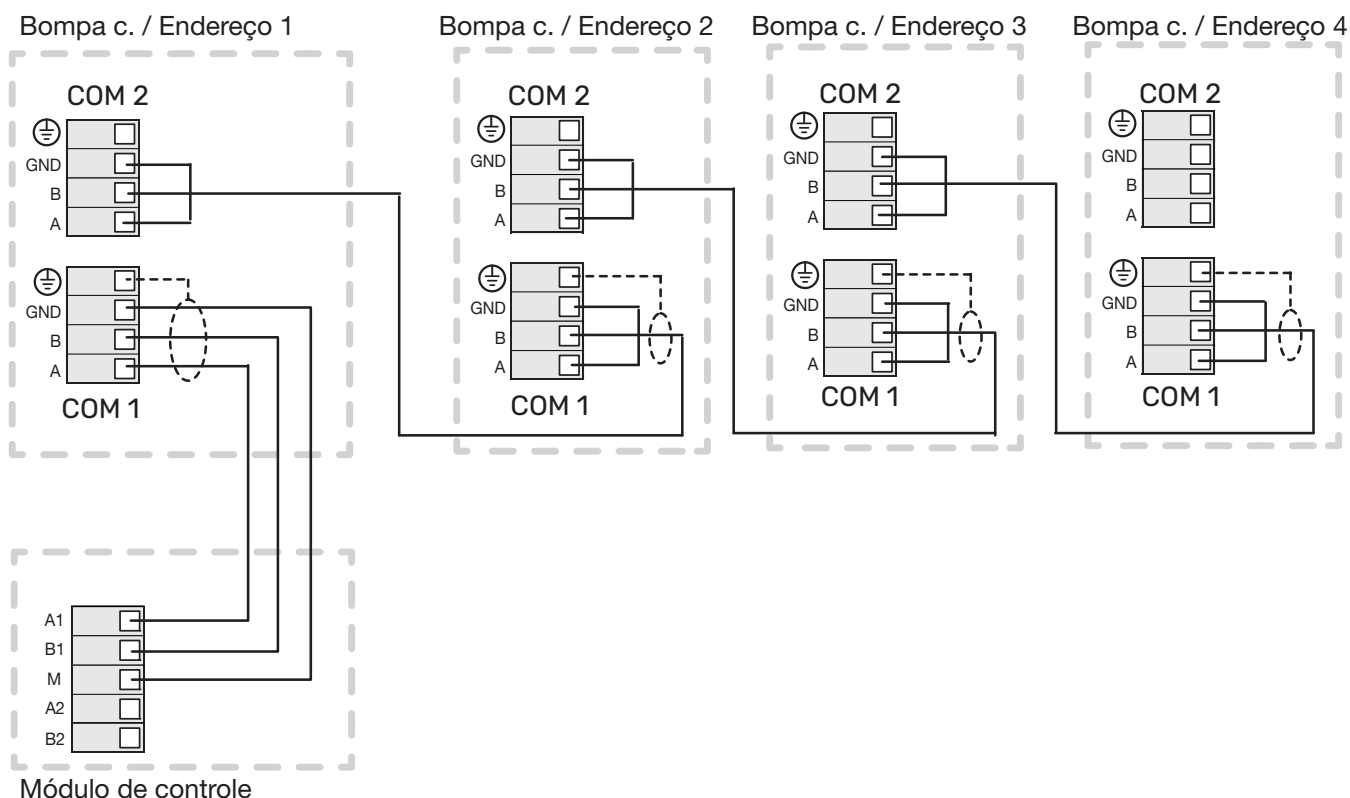 Bompa c. / Endereço 1
COM 2
GND
B
A
GND
B
A
COM 1
Bompa c. / Endereço 2
COM 2
GND
B
A
GND
B
A
COM 1
Bompa c. / Endereço 3
COM 2
GND
B
A
GND
B
A
COM 1
Bompa c. / Endereço 4
COM 2
GND
B
A
GND
B
A
COM 1
A1
B1
M
A2
B2
Módulo de controle